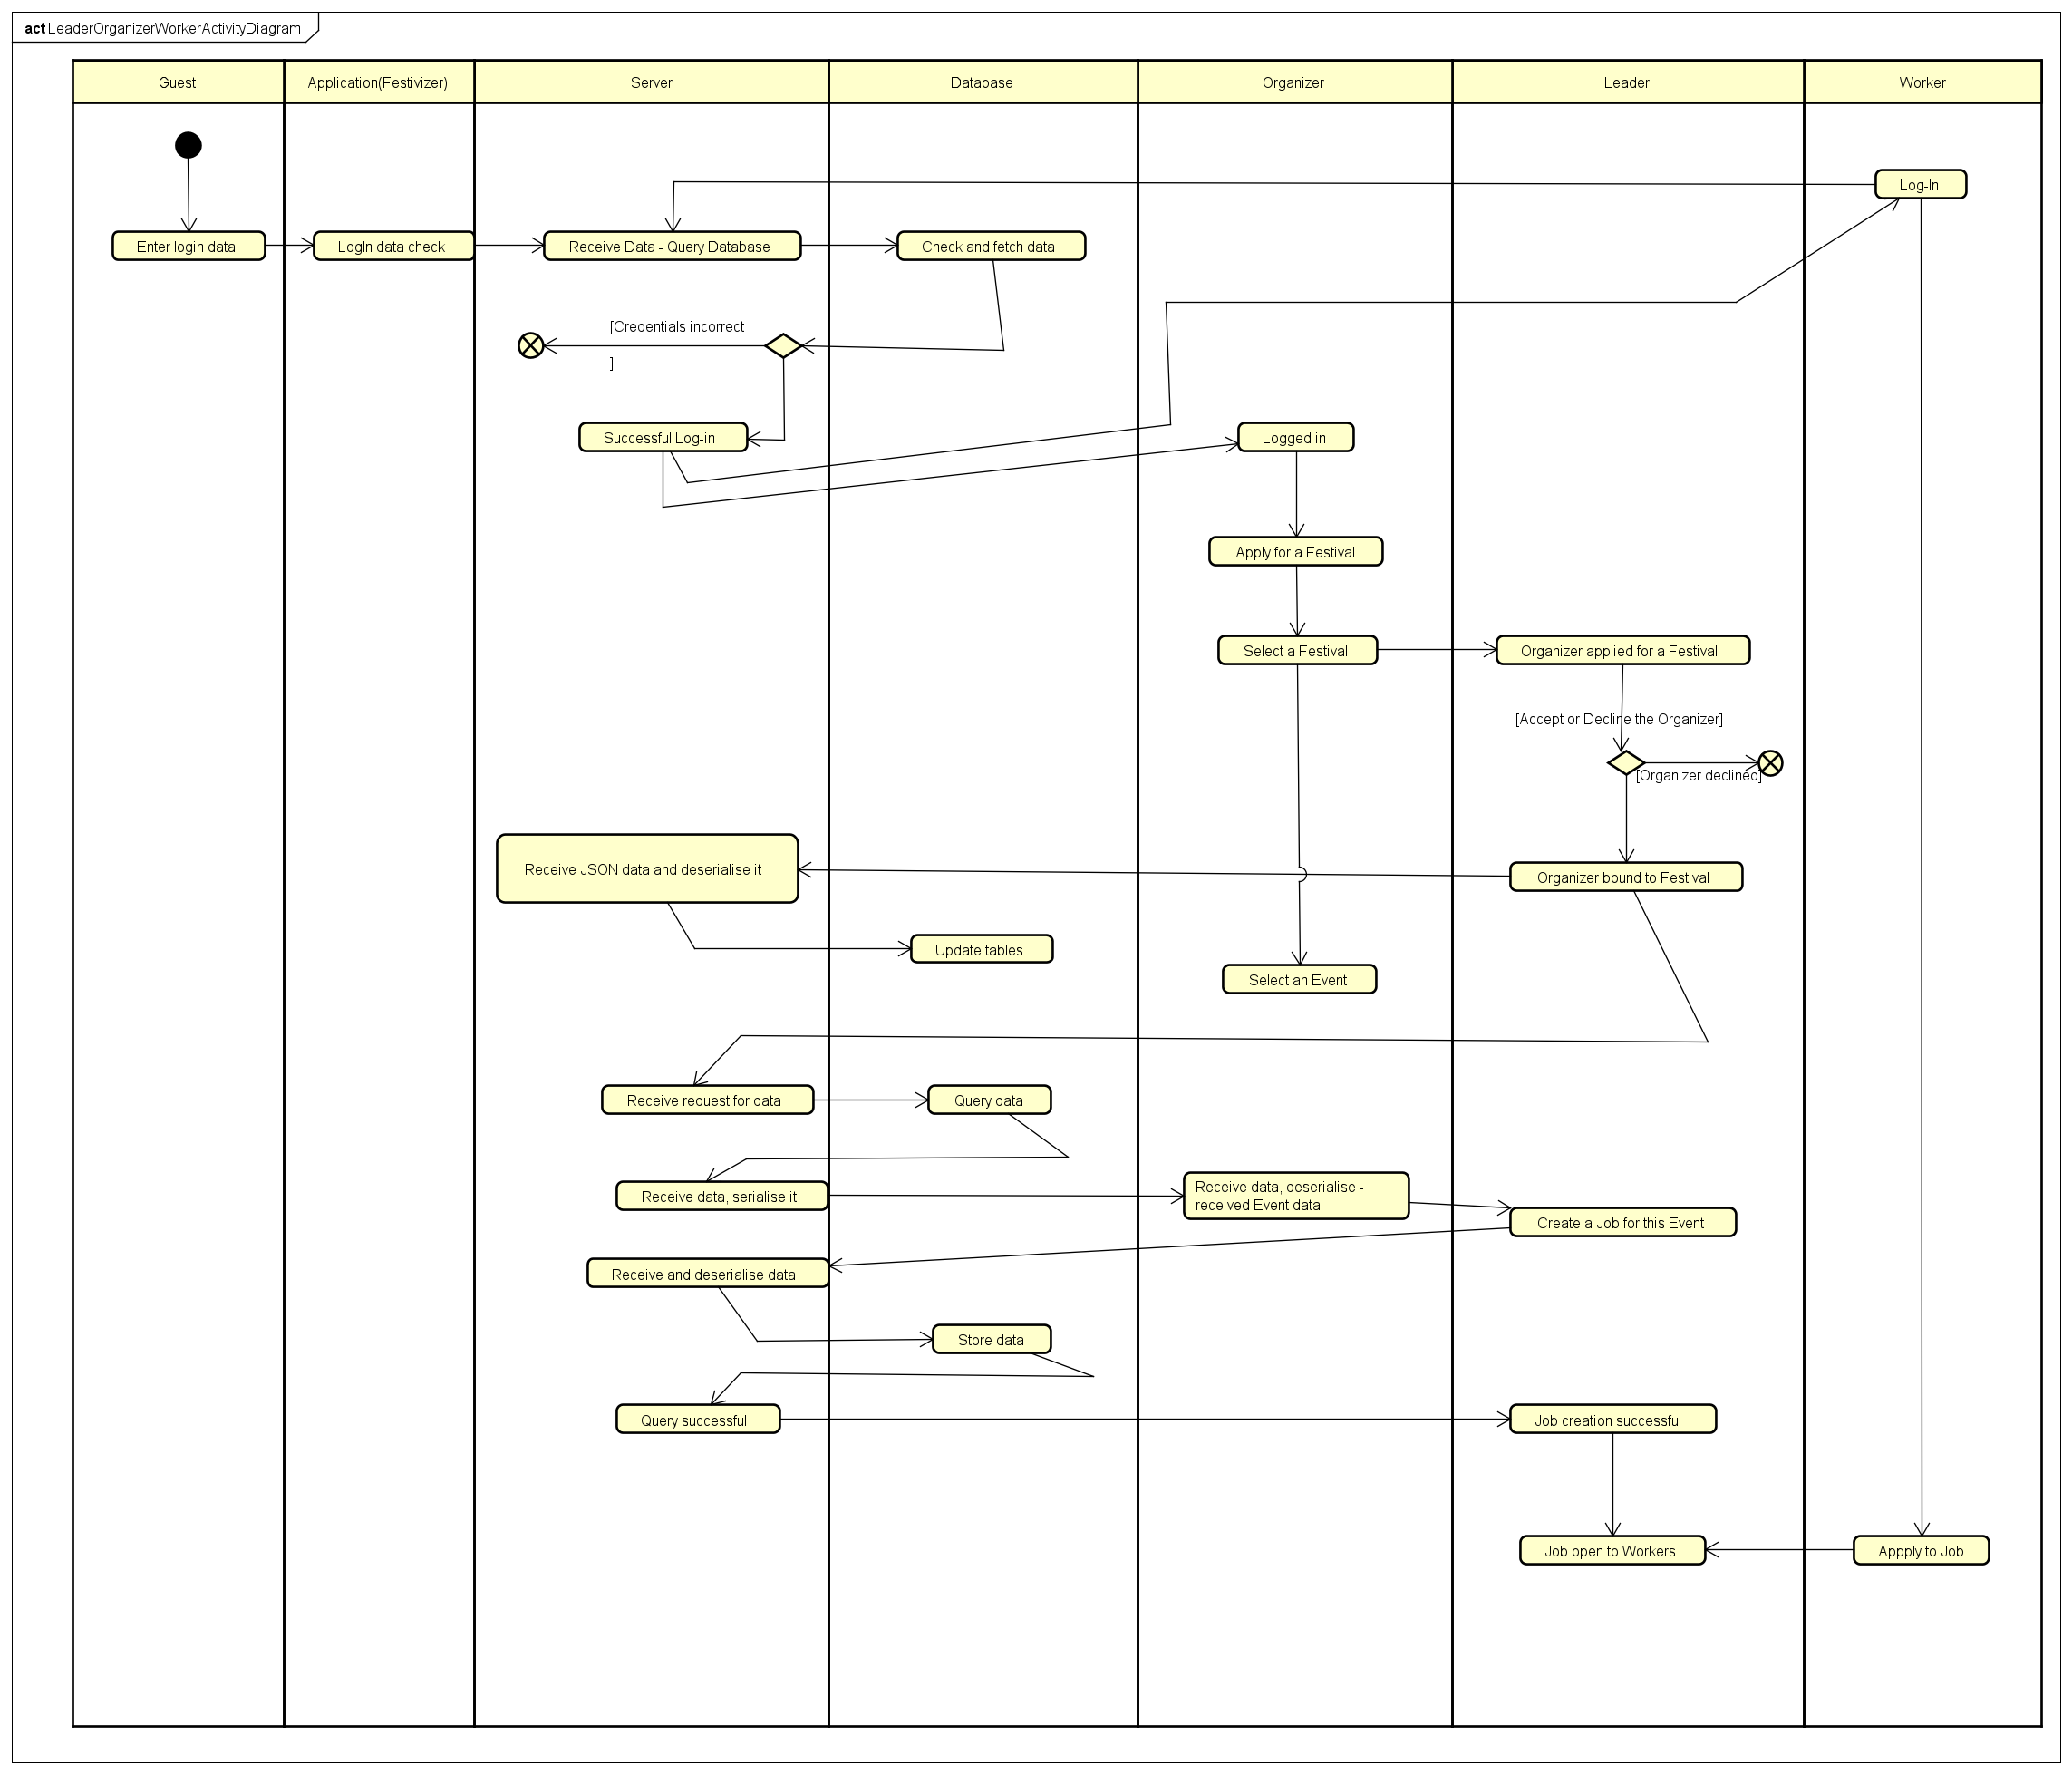 act LeaderOrganizerWorkerActivityDiagram
Guest
Application(Festivizer)
Server
Database
Organizer
Leader
Worker
Log-In
Enter login data
LogIn data check
Receive Data - Query Database
Check and fetch data
[Credentials incorrect
]
Successful Log-in
Logged in
Apply for a Festival
Select a Festival
Organizer applied for a Festival
[Accept or Decline the Organizer]
[Organizer declined]
Receive JSON data and deserialise it
Organizer bound to Festival
Update tables
Select an Event
Receive request for data
Query data
Receive data, serialise it
Receive data, deserialise -
received Event data
Create a Job for this Event
Receive and deserialise data
Store data
Query successful
Job creation successful
Job open to Workers
Appply to Job